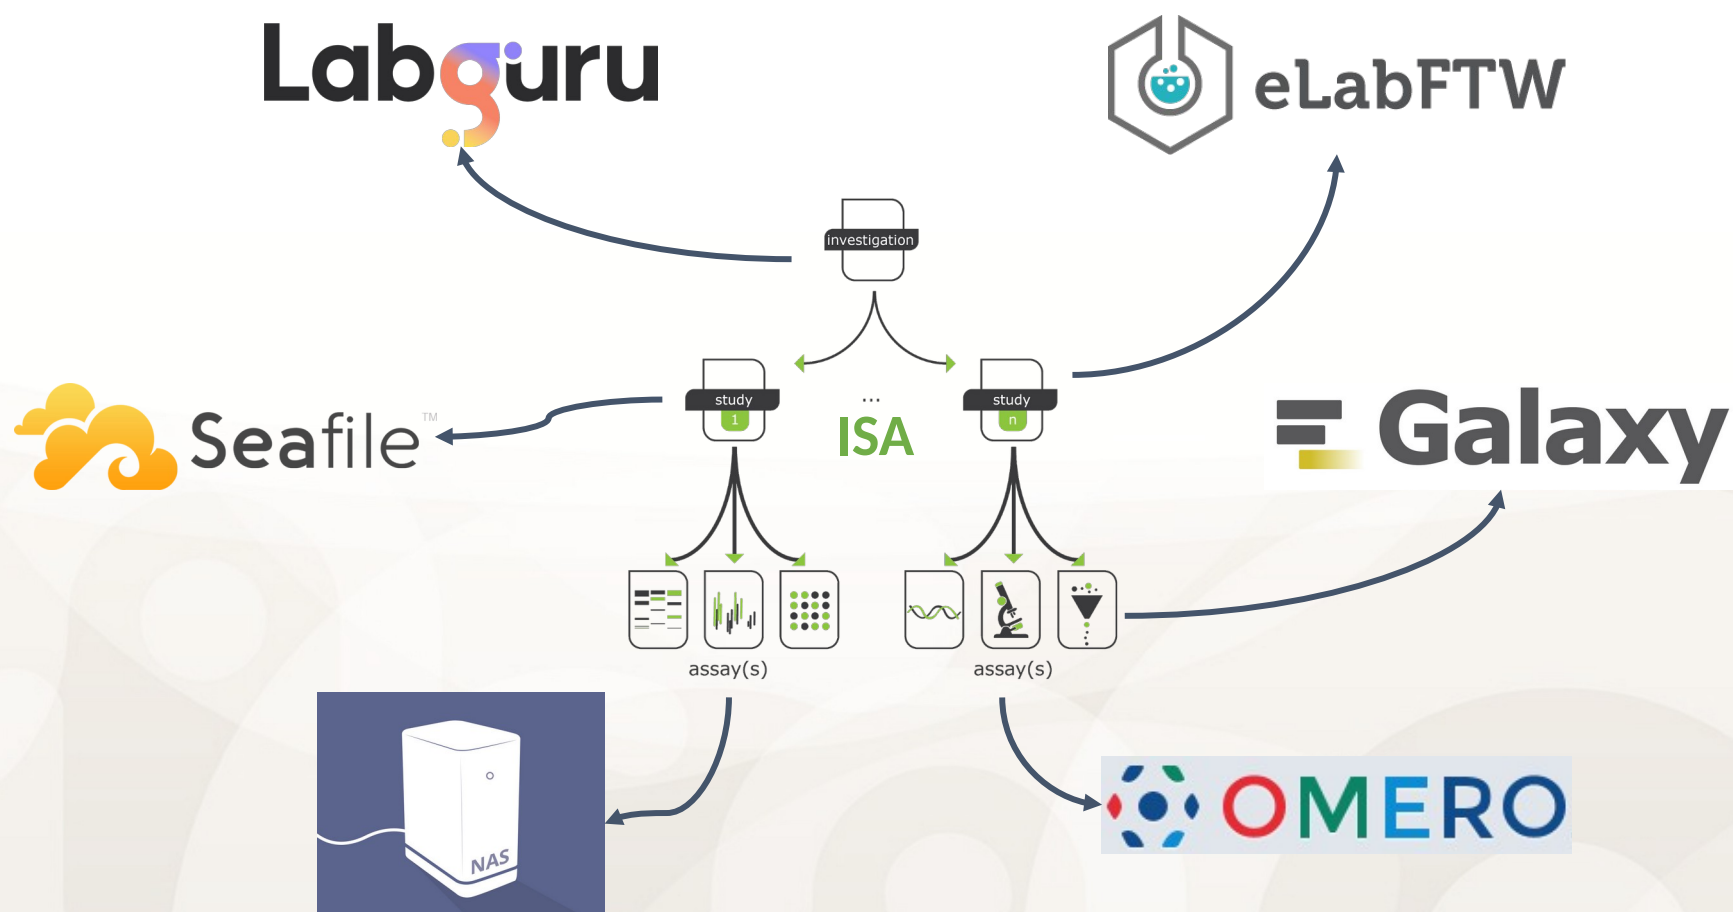 Labguru
eLabFTW
investigation
study
1
...
study
n
ISA
Seafile™
Galaxy
assay(s)
assay(s)
NAS
OMERO